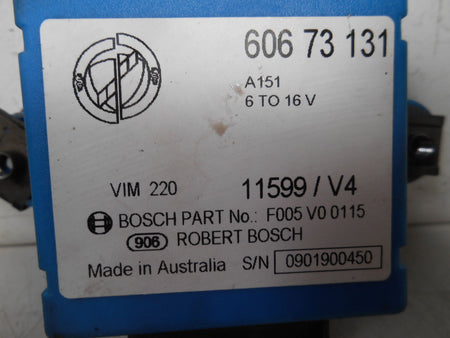 606 73 131
A151
6 TO 16 V
VIM 220 11599 / V4
BOSCH PART No.: F005 V0 0115
906 ROBERT BOSCH
Made in Australia S/N 0901900450